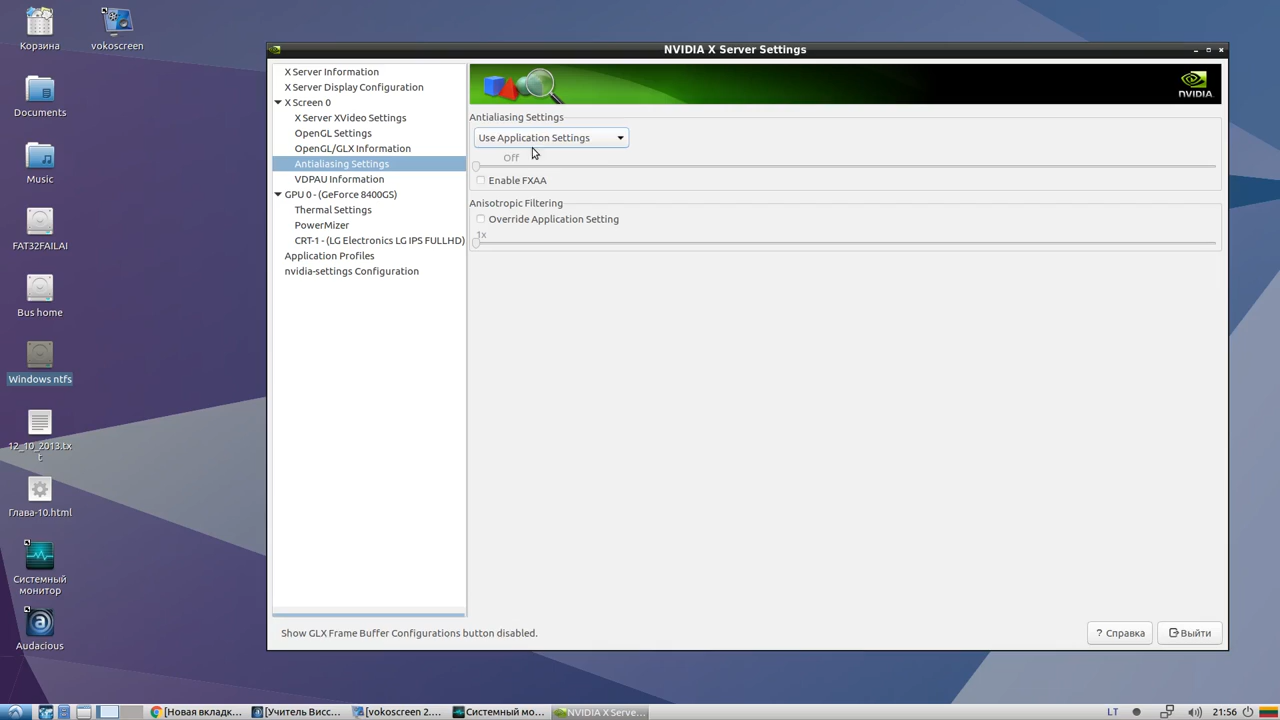 Корзина
vokoscreen
Documents
Music
FAT32FAILAI
Bus home
Windows ntfs
12_10_2013.tx
t
Глава-10.html
Системный
монитор
Audacious
NVIDIA X Server Settings
X Server Information
X Server Display Configuration
X Screen 0
X Server XVideo Settings
OpenGL Settings
OpenGL/GLX Information
Antialiasing Settings
VDPAU Information
GPU 0 - (GeForce 8400GS)
Thermal Settings
PowerMizer
CRT-1 - (LG Electronics LG IPS FULLHD)
Application Profiles
nvidia-settings Configuration
NVIDIA.
Antialiasing Settings
Use Application Settings
Off
Enable FXAA
Anisotropic Filtering
Override Application Setting
1x
Show GLX Frame Buffer Configurations button disabled.
? Справка
Выйти
[Новая вкладк...
[Учитель Висс...
[vokoscreen 2....
Системный мо...
NVIDIA X Serve...
LT
21:56